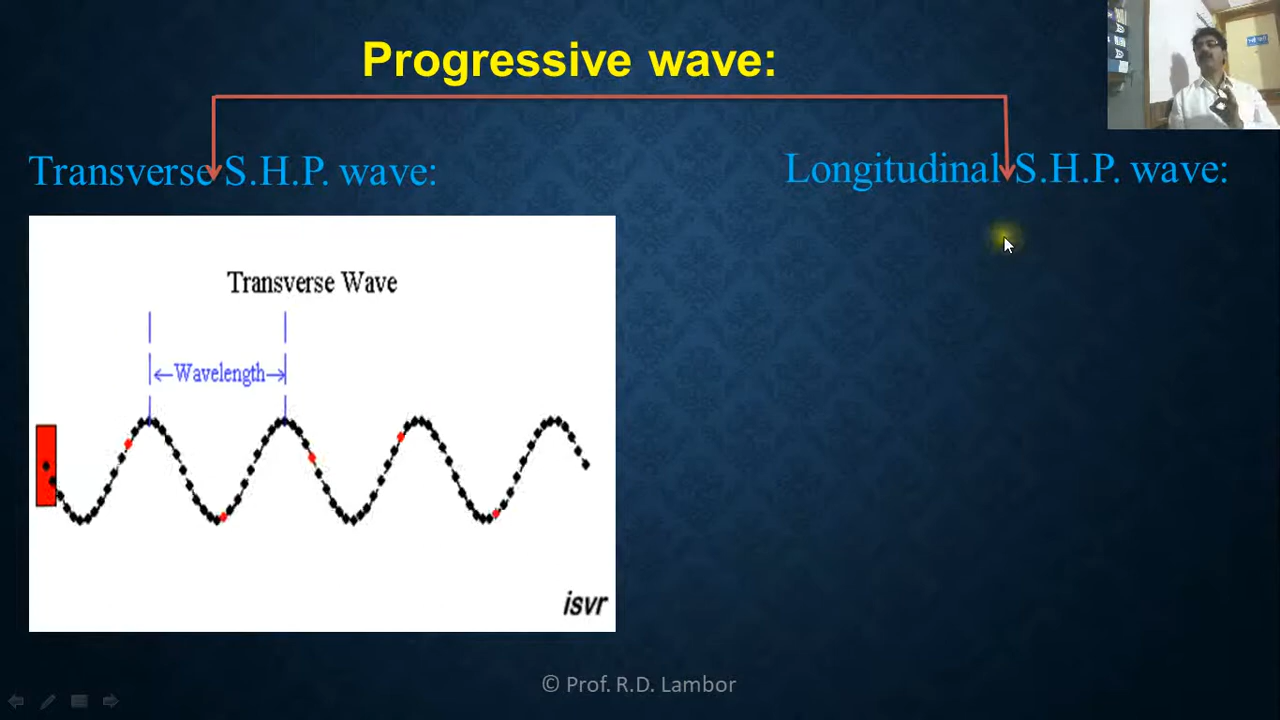 Progressive wave:
Transverse S.H.P. wave:
Longitudinal S.H.P. wave:
Transverse Wave
←Wavelength→
isvr
© Prof. R.D. Lambor